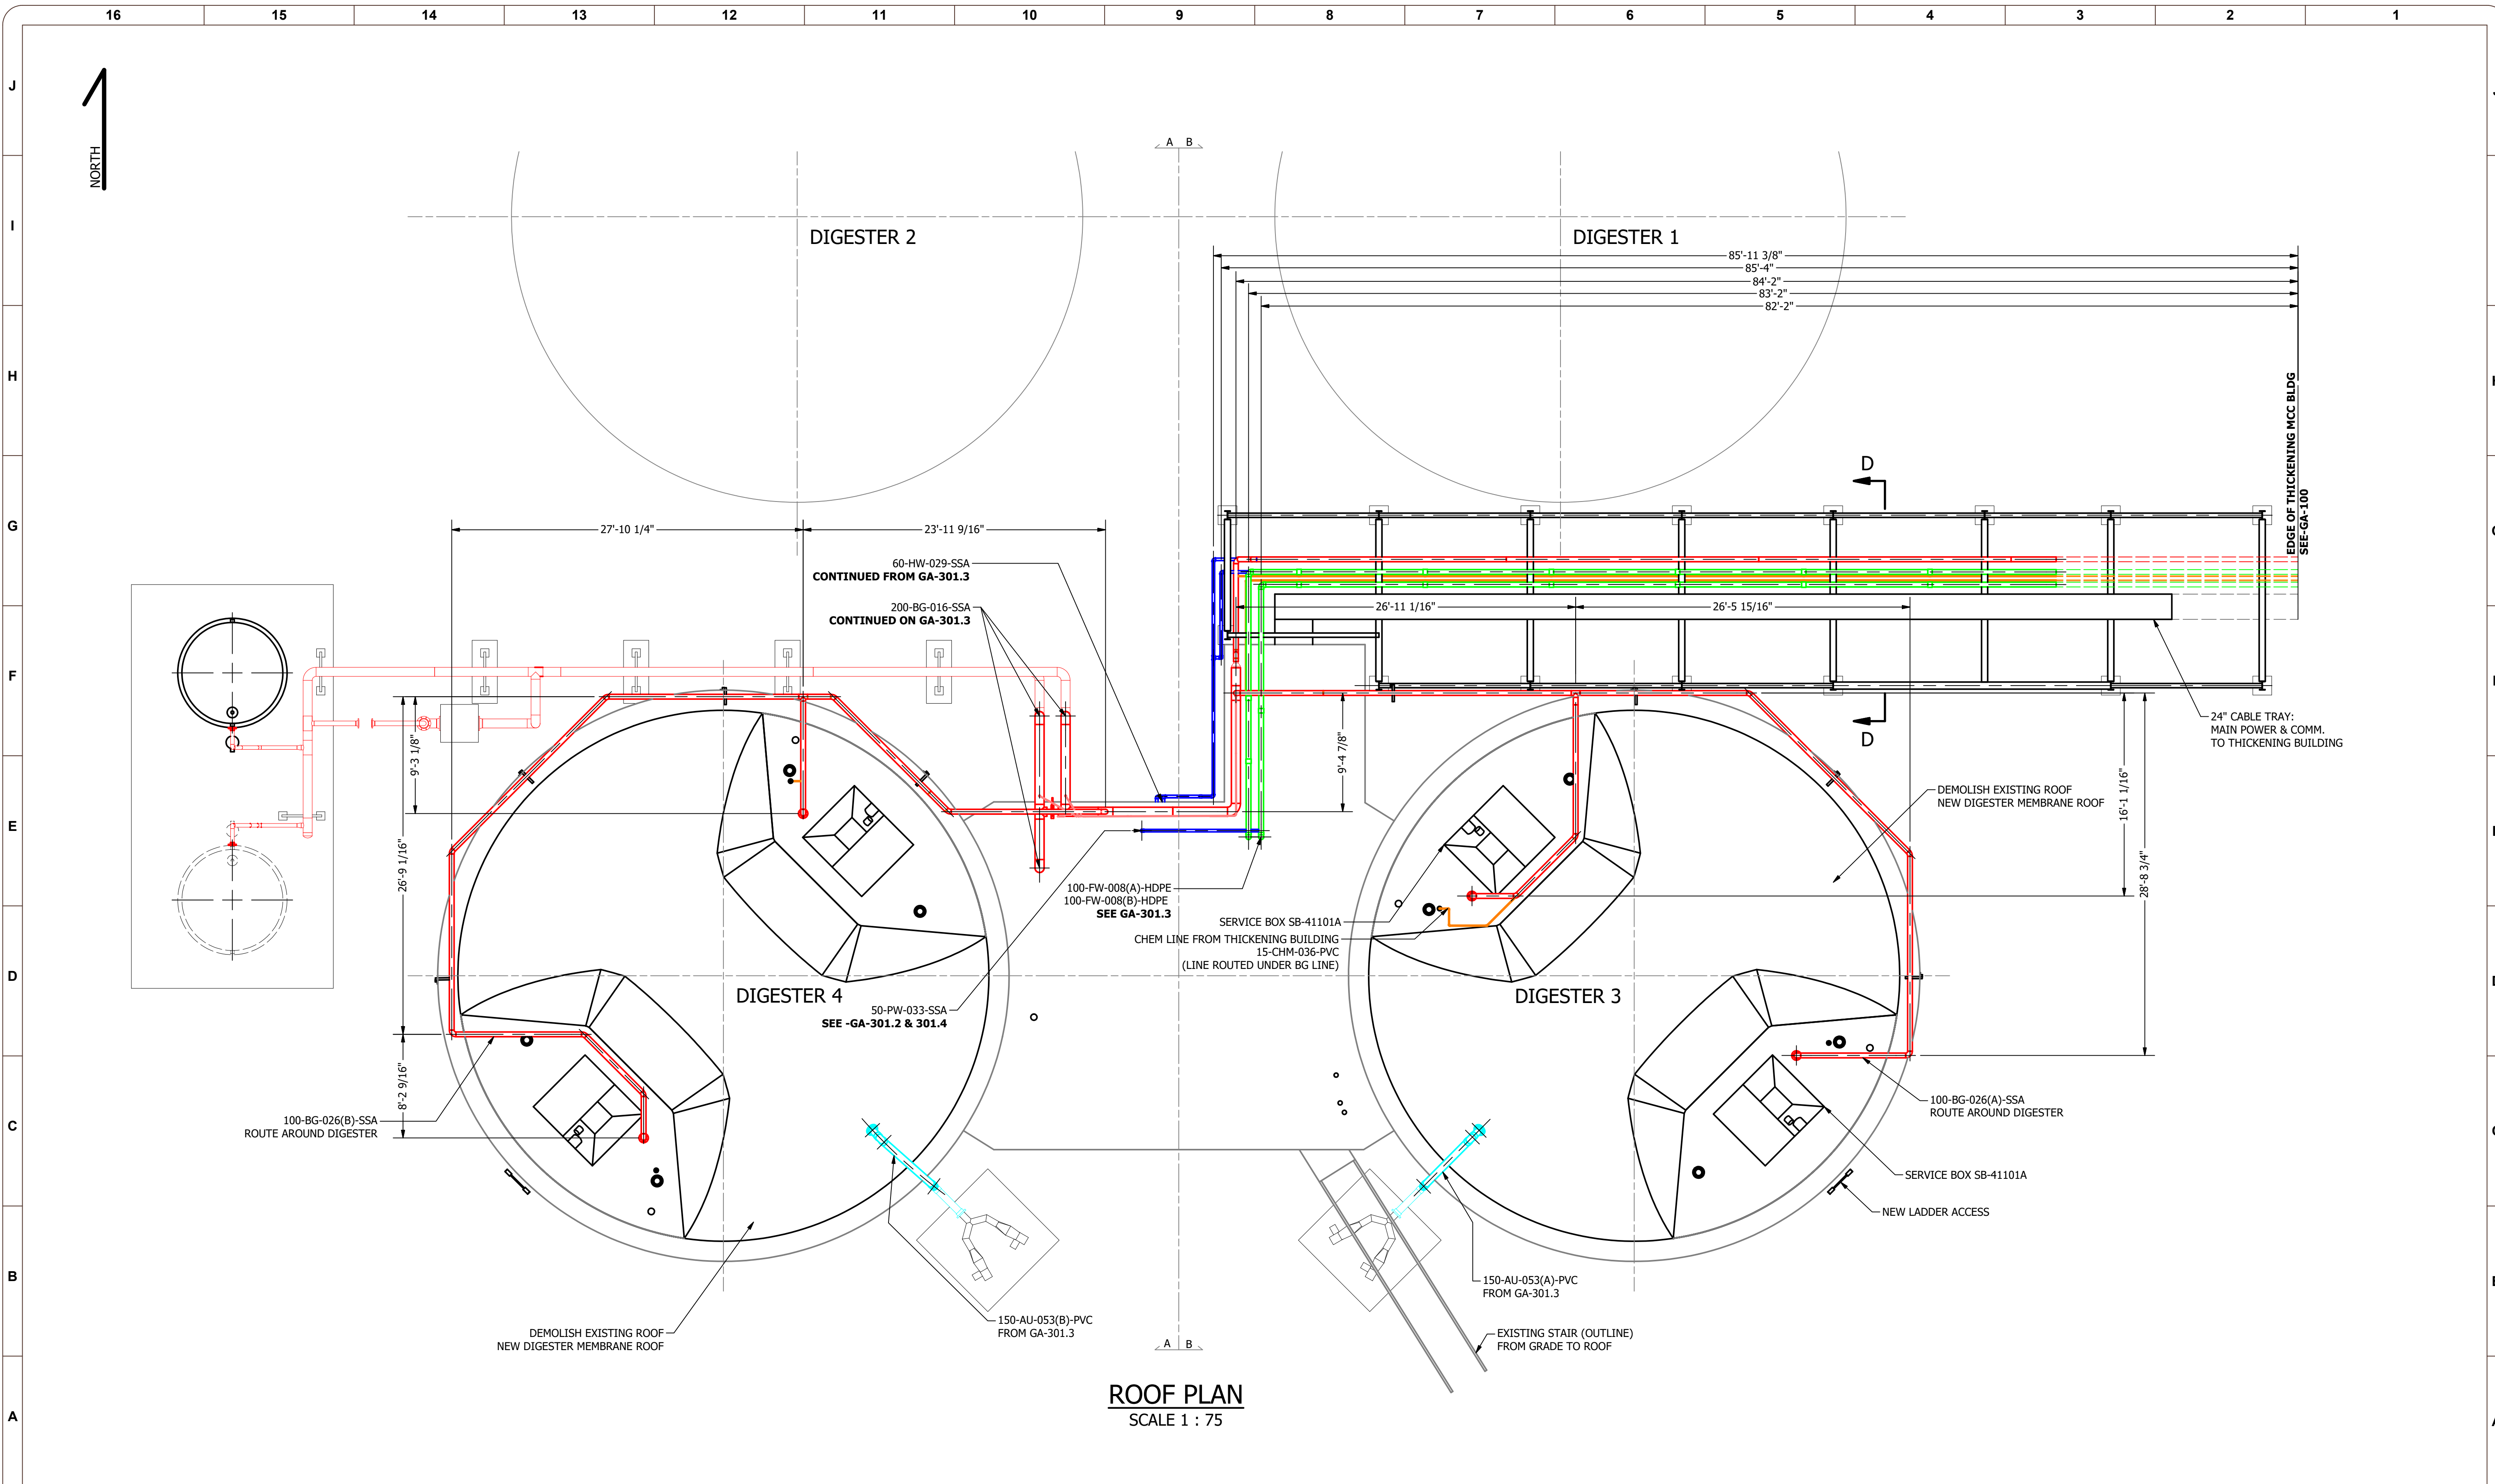 16 15 14 13 12 11 10 9 8 7 6 5 4 3 2 1
J
I
H
G
F
E
D
C
B
A
NORTH
A B
DIGESTER 2
DIGESTER 1
85'-11 3/8"
85'-4"
84'-2"
83'-2"
82'-2"
EDGE OF THICKENING MCC BLDG
SEE-GA-100
D
27'-10 1/4"
23'-11 9/16"
60-HW-029-SSA
CONTINUED FROM GA-301.3
200-BG-016-SSA
CONTINUED ON GA-301.3
26'-11 1/16"
26'-5 15/16"
24" CABLE TRAY:
MAIN POWER & COMM.
TO THICKENING BUILDING
D
9'-3 1/8"
9'-4 7/8"
16'-1 1/16"
28'-8 3/4"
26'-9 1/16"
DEMOLISH EXISTING ROOF
NEW DIGESTER MEMBRANE ROOF
100-FW-008(A)-HDPE
100-FW-008(B)-HDPE
SEE GA-301.3
SERVICE BOX SB-41101A
CHEM LINE FROM THICKENING BUILDING
15-CHM-036-PVC
(LINE ROUTED UNDER BG LINE)
DIGESTER 4
DIGESTER 3
50-PW-033-SSA
SEE -GA-301.2 & 301.4
8'-2 9/16"
100-BG-026(B)-SSA
ROUTE AROUND DIGESTER
100-BG-026(A)-SSA
ROUTE AROUND DIGESTER
SERVICE BOX SB-41101A
NEW LADDER ACCESS
150-AU-053(A)-PVC
FROM GA-301.3
150-AU-053(B)-PVC
FROM GA-301.3
DEMOLISH EXISTING ROOF
NEW DIGESTER MEMBRANE ROOF
EXISTING STAIR (OUTLINE)
FROM GRADE TO ROOF
A B
ROOF PLAN
SCALE 1 : 75